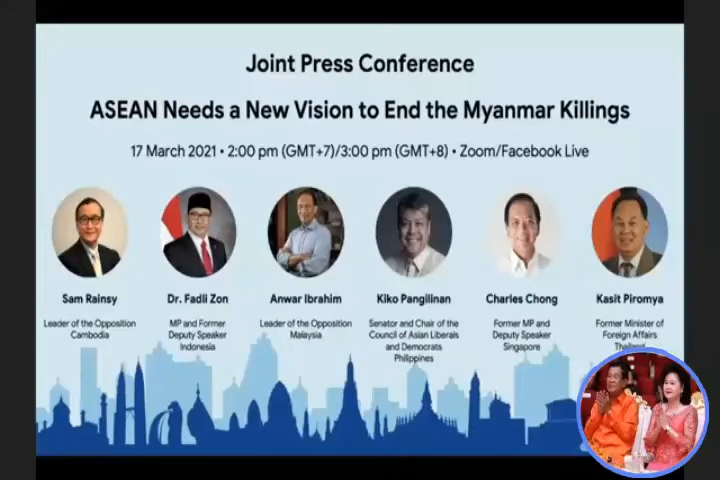 Joint Press Conference
ASEAN Needs a New Vision to End the Myanmar Killings
17 March 2021 • 2:00 pm (GMT+7)/3:00 pm (GMT+8) • Zoom/Facebook Live
Sam Rainsy
Leader of the Opposition
Cambodia
Dr. Fadli Zon
MP and Former
Deputy Speaker
Indonesia
Anwar Ibrahim
Leader of the Opposition
Malaysia
Kiko Pangilinan
Senator and Chair of the
Council of Asian Liberals
and Democrats
Philippines
Charles Chong
Former MP and
Deputy Speaker
Singapore
Kasit Piromya
Former Minister of
Foreign Affairs
Thailand